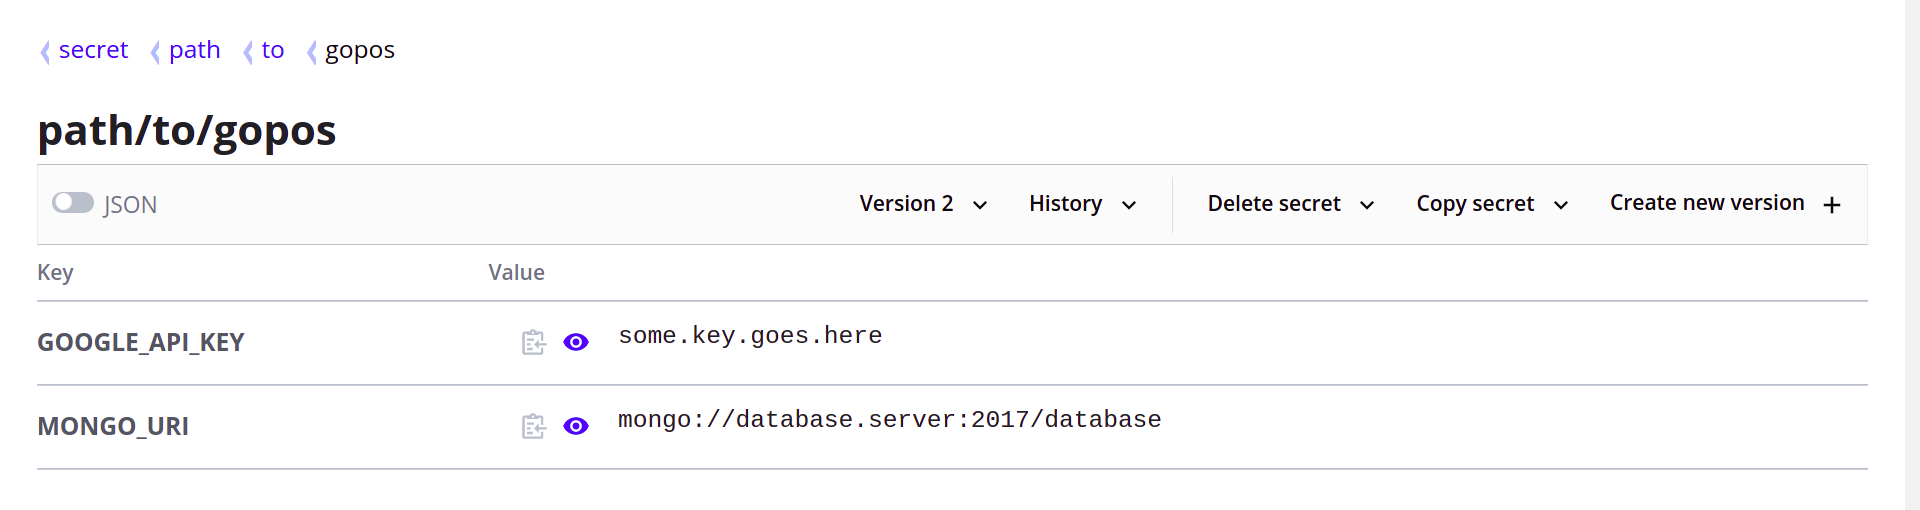 secret path to gopos
path/to/gopos
JSON Version 2 History Delete secret Copy secret Create new version
Key Value
GOOGLE_API_KEY some.key.goes.here
MONGO_URI mongo://database.server:2017/database